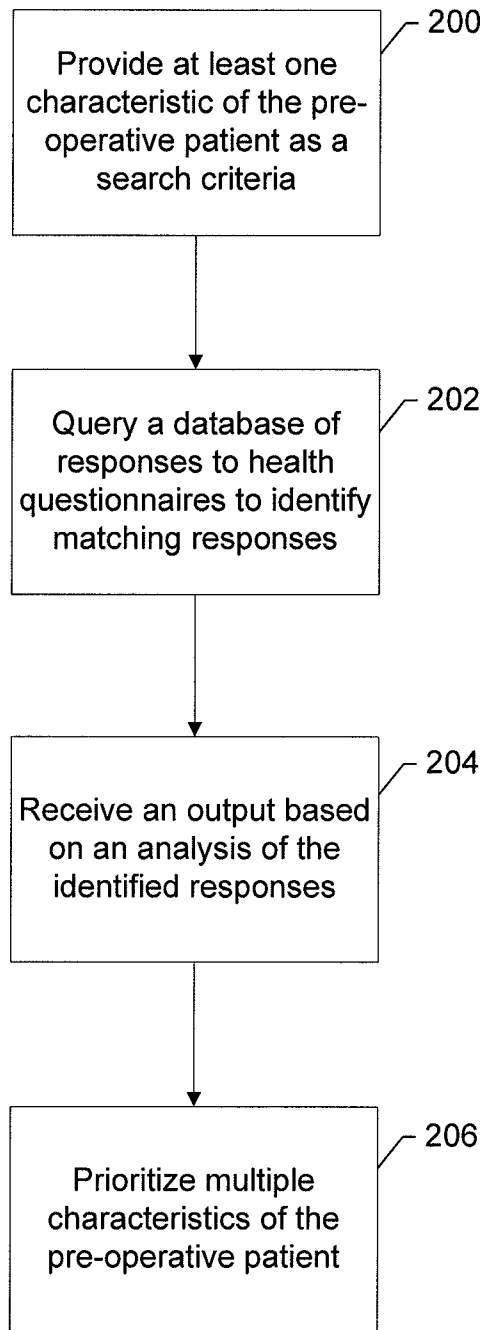 200
Provide at least one
characteristic of the pre-
operative patient as a
search criteria
202
Query a database of
responses to health
questionnaires to identify
matching responses
204
Receive an output based
on an analysis of the
identified responses
206
Prioritize multiple
characteristics of the
pre-operative patient